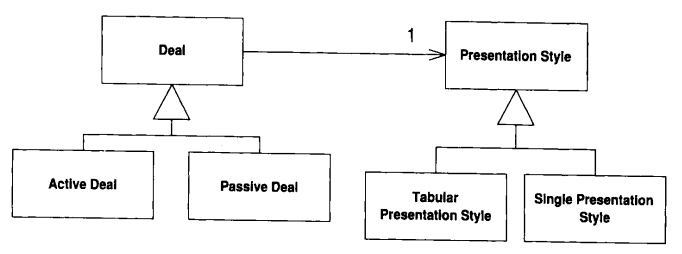 Deal
1
Presentation Style
Active Deal
Passive Deal
Tabular
Presentation Style
Single Presentation
Style